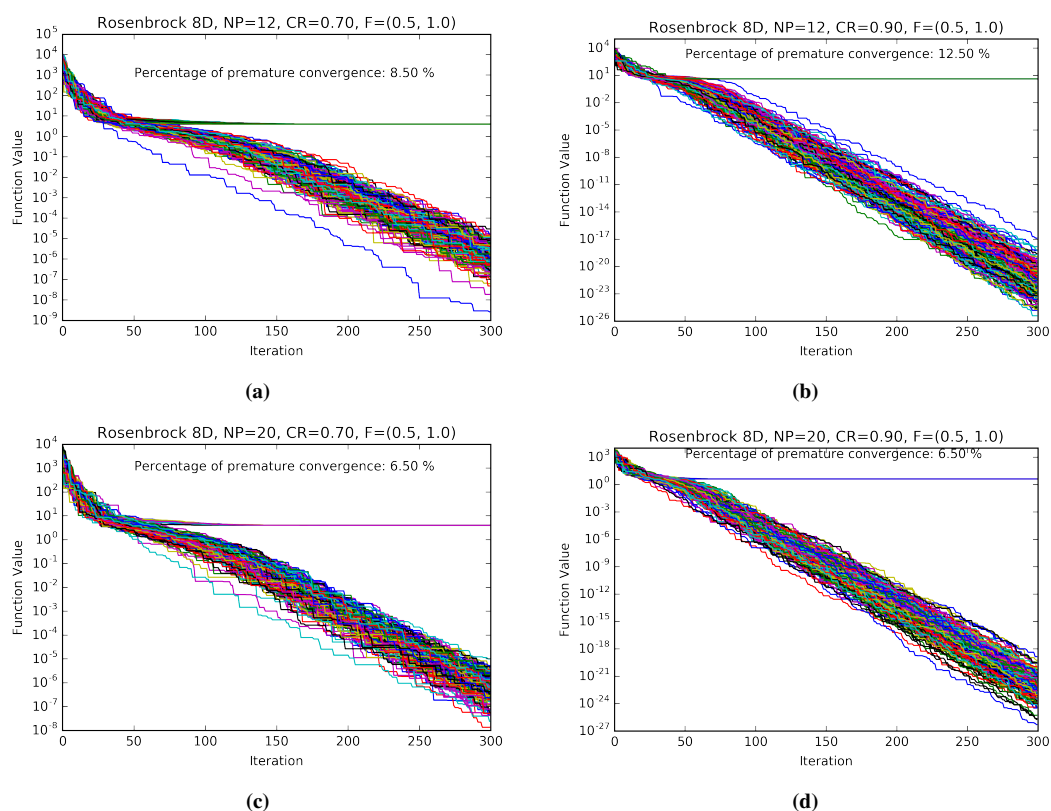 Rosenbrock 8D, NP=12, CR=0.70, F=(0.5, 1.0)
Percentage of premature convergence: 8.50 %
Function Value
10^5
10^4
10^3
10^2
10^1
10^0
10^-1
10^-2
10^-3
10^-4
10^-5
10^-6
10^-7
10^-8
10^-9
0 50 100 150 200 250 300
Iteration
(a)
Rosenbrock 8D, NP=12, CR=0.90, F=(0.5, 1.0)
Percentage of premature convergence: 12.50 %
Function Value
10^4
10^1
10^-2
10^-5
10^-8
10^-11
10^-14
10^-17
10^-20
10^-23
10^-26
0 50 100 150 200 250 300
Iteration
(b)
Rosenbrock 8D, NP=20, CR=0.70, F=(0.5, 1.0)
Percentage of premature convergence: 6.50 %
Function Value
10^4
10^3
10^2
10^1
10^0
10^-1
10^-2
10^-3
10^-4
10^-5
10^-6
10^-7
10^-8
0 50 100 150 200 250 300
Iteration
(c)
Rosenbrock 8D, NP=20, CR=0.90, F=(0.5, 1.0)
Percentage of premature convergence: 6.50 %
Function Value
10^3
10^0
10^-3
10^-6
10^-9
10^-12
10^-15
10^-18
10^-21
10^-24
10^-27
0 50 100 150 200 250 300
Iteration
(d)